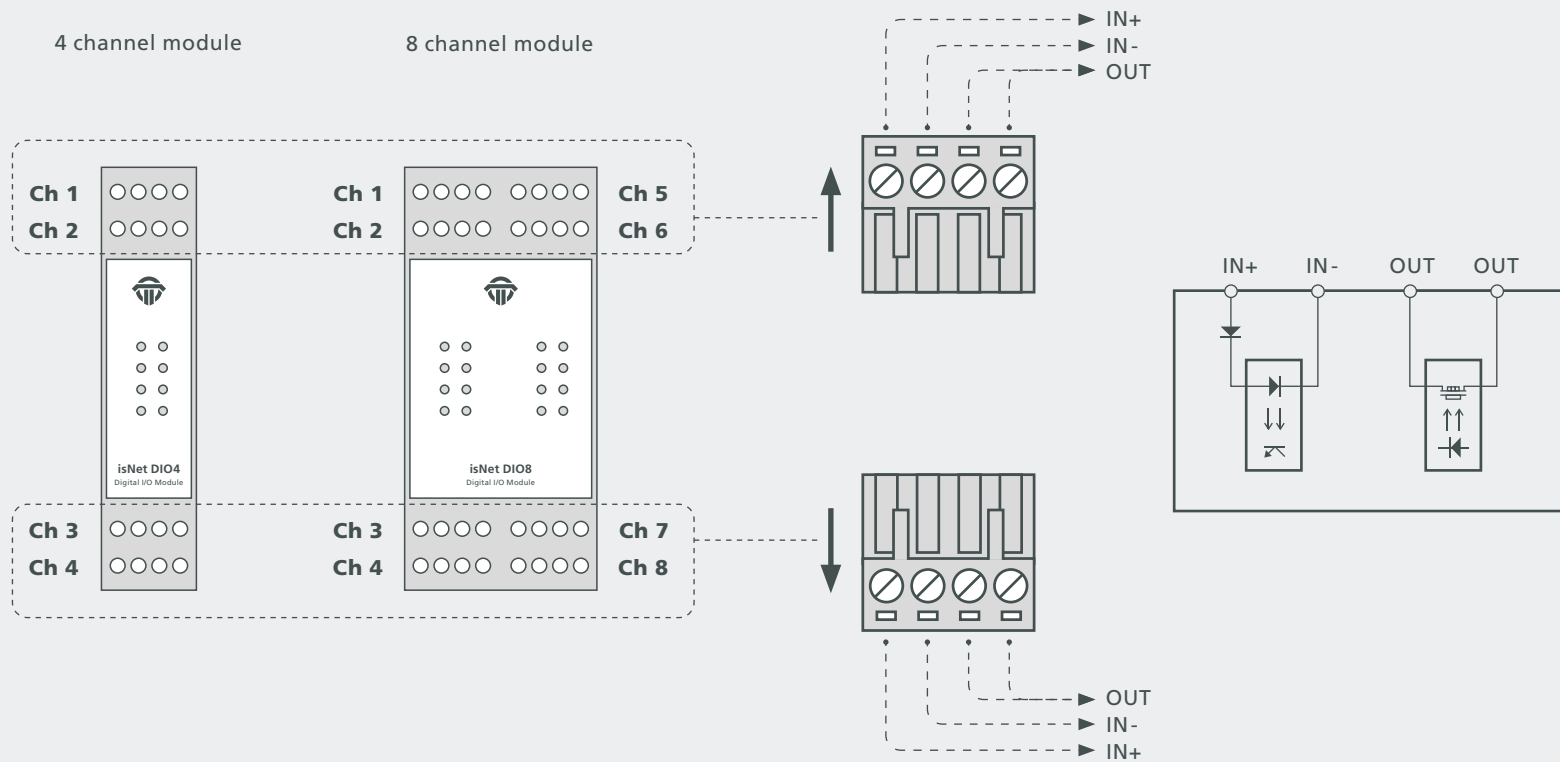 4 channel module
8 channel module
Ch 1
Ch 2
Ch 1
Ch 2
Ch 5
Ch 6
isNet DIO4
Digital I/O Module
isNet DIO8
Digital I/O Module
Ch 3
Ch 4
Ch 3
Ch 4
Ch 7
Ch 8
IN+
IN-
OUT
OUT
IN-
IN+
IN+ IN- OUT OUT